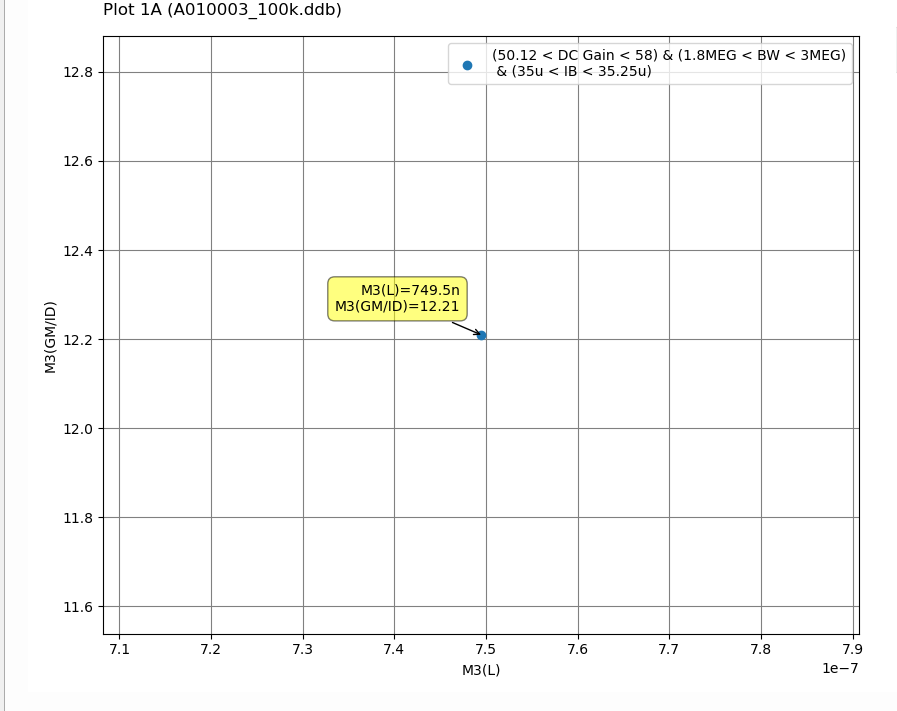 Plot 1A (A010003_100k.ddb)
(50.12 < DC Gain < 58) & (1.8MEG < BW < 3MEG)
& (35u < IB < 35.25u)
12.8
12.6
12.4
12.2
12.0
11.8
11.6
M3(GM/ID)
M3(L)=749.5n
M3(GM/ID)=12.21
7.1 7.2 7.3 7.4 7.5 7.6 7.7 7.8 7.9
M3(L)
1e−7